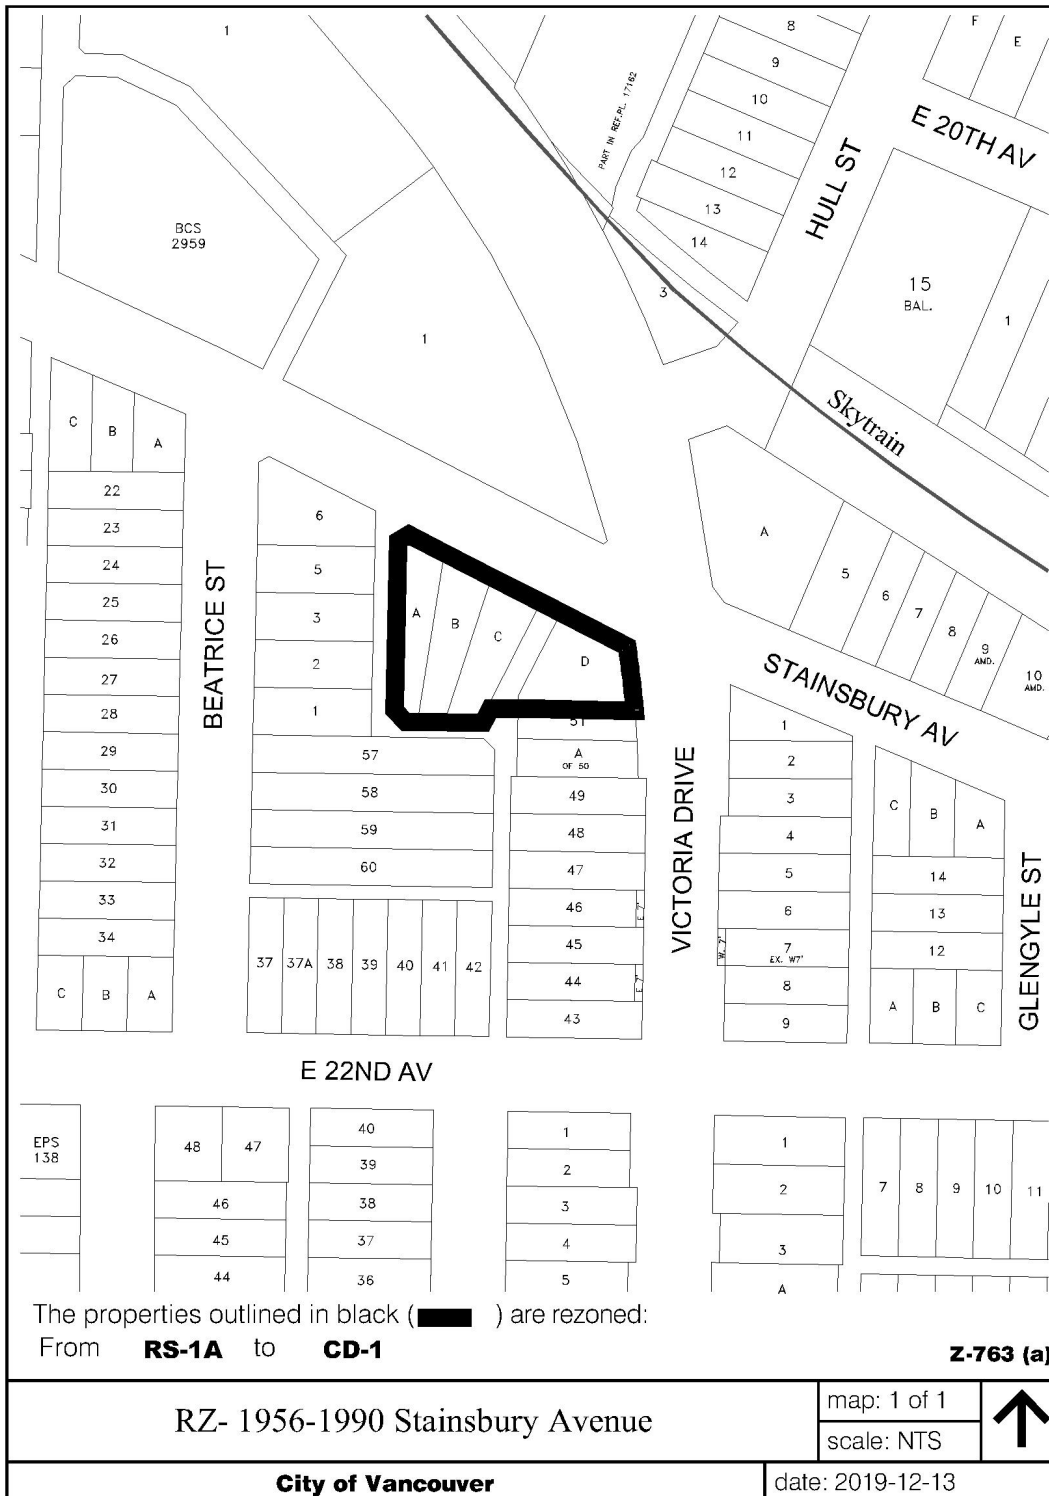 1
8
9
10
11
12
13
14
F
E
E 20TH AV
PART IN REF.PL. 17162
HULL ST
BCS
2959
15
BAL.
1
3
1
Skytrain
C
B
A
22
23
24
25
26
27
28
29
30
31
32
33
34
C
B
A
BEATRICE ST
6
5
3
2
1
57
58
59
60
37
37A
38
39
40
41
42
A
B
C
D
51
A
OF 50
49
48
47
46
E 7'
45
44
E 7'
43
VICTORIA DRIVE
A
5
6
7
8
9
AMD.
10
AMD.
STAINSBURY AV
1
2
3
4
5
6
W. 7'
7
EX. W7'
8
9
C
B
A
14
13
12
A
B
C
GLENGYLE ST
E 22ND AV
EPS
138
48
47
46
45
44
40
39
38
37
36
1
2
3
4
5
1
2
3
A
7
8
9
10
11
The properties outlined in black ( ) are rezoned:
From RS-1A to CD-1
Z-763 (a)
RZ- 1956-1990 Stainsbury Avenue
map: 1 of 1
scale: NTS
City of Vancouver
date: 2019-12-13